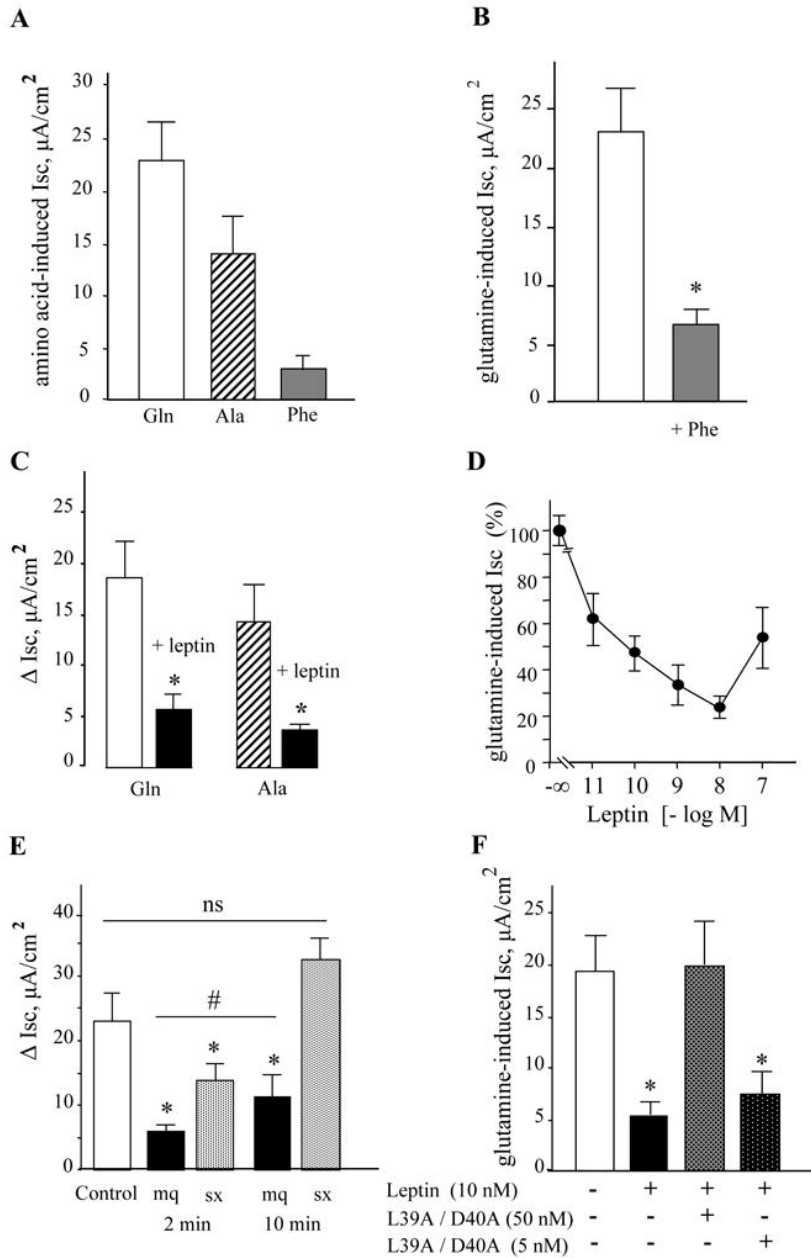 A
amino acid-induced Isc, µA/cm²
30
25
20
15
10
5
0
Gln Ala Phe
B
glutamine-induced Isc, µA/cm²
25
20
15
10
5
0
*
+ Phe
C
Δ Isc, µA/cm²
25
20
15
10
5
0
+ leptin
*
+ leptin
*
Gln Ala
D
glutamine-induced Isc (%)
100
80
60
40
20
0
-∞ 11 10 9 8 7
Leptin [- log M]
E
Δ Isc, µA/cm²
40
30
20
10
0
ns
#
* * *
Control mq sx mq sx
2 min 10 min
F
glutamine-induced Isc, µA/cm²
25
20
15
10
5
0
* *
Leptin (10 nM) - + + +
L39A / D40A (50 nM) - - + -
L39A / D40A (5 nM) - - - +